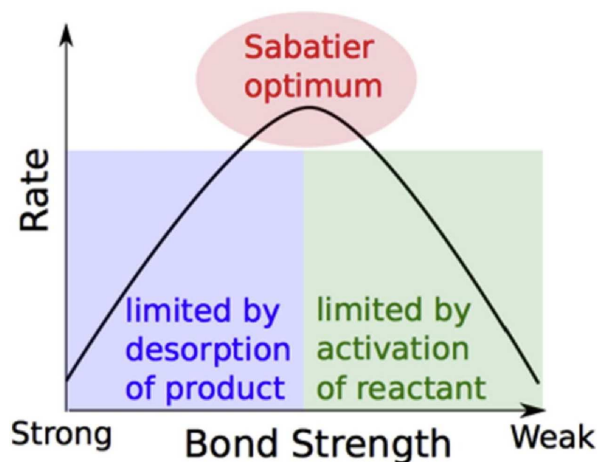 Sabatier
optimum
Rate
limited by
desorption
of product
limited by
activation
of reactant
Strong
Bond Strength
Weak